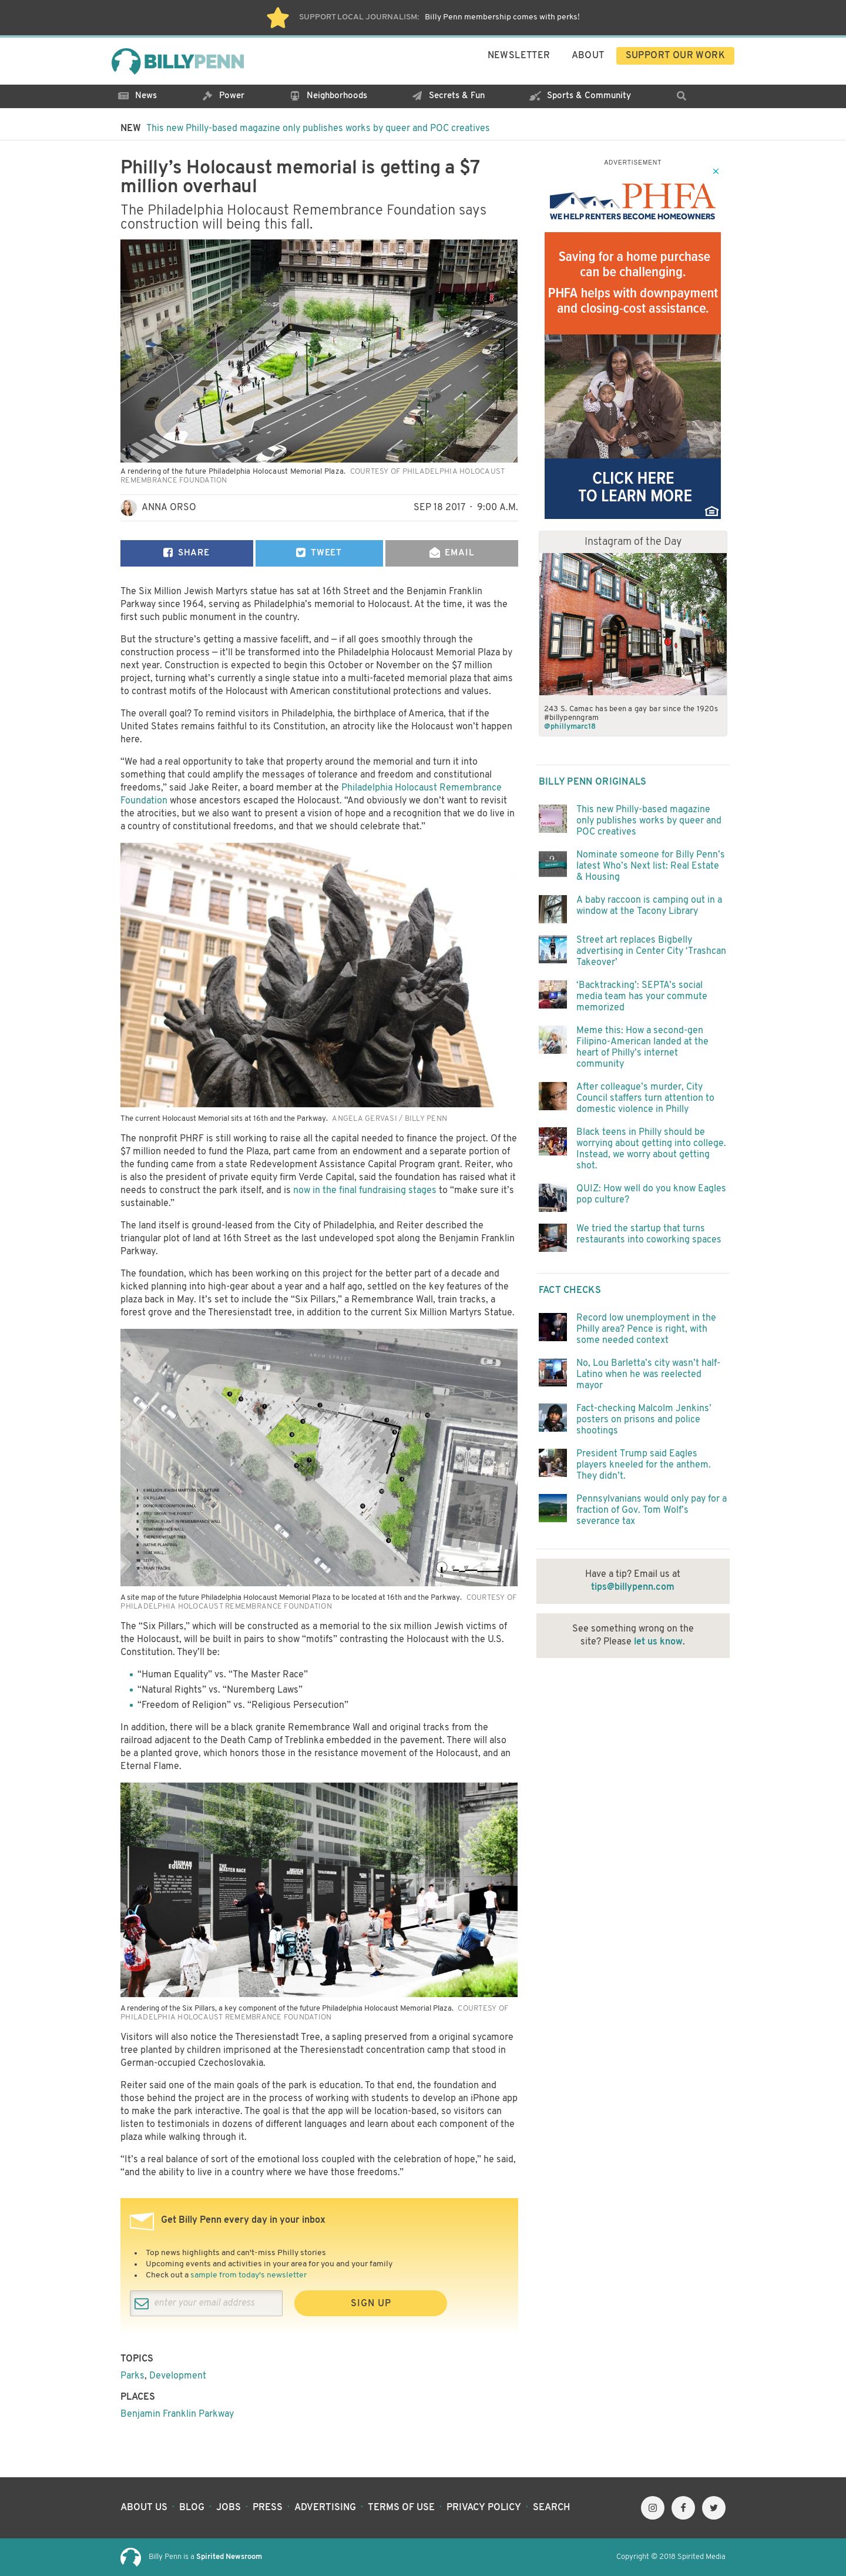 SUPPORT LOCAL JOURNALISM: Billy Penn membership comes with perks!
BILLYPENN
NEWSLETTER
ABOUT
SUPPORT OUR WORK
News
Power
Neighborhoods
Secrets & Fun
Sports & Community
NEW This new Philly-based magazine only publishes works by queer and POC creatives
Philly’s Holocaust memorial is getting a $7
million overhaul
The Philadelphia Holocaust Remembrance Foundation says
construction will being this fall.
A rendering of the future Philadelphia Holocaust Memorial Plaza. COURTESY OF PHILADELPHIA HOLOCAUST
REMEMBRANCE FOUNDATION
ANNA ORSO
SEP 18 2017 · 9:00 A.M.
SHARE
TWEET
EMAIL
The Six Million Jewish Martyrs statue has sat at 16th Street and the Benjamin Franklin
Parkway since 1964, serving as Philadelphia’s memorial to Holocaust. At the time, it was the
first such public monument in the country.
But the structure’s getting a massive facelift, and — if all goes smoothly through the
construction process — it’ll be transformed into the Philadelphia Holocaust Memorial Plaza by
next year. Construction is expected to begin this October or November on the $7 million
project, turning what’s currently a single statue into a multi-faceted memorial plaza that aims
to contrast motifs of the Holocaust with American constitutional protections and values.
The overall goal? To remind visitors in Philadelphia, the birthplace of America, that if the
United States remains faithful to its Constitution, an atrocity like the Holocaust won’t happen
here.
“We had a real opportunity to take that property around the memorial to turn it into
something that could amplify the messages of tolerance and freedom and constitutional
freedoms,” said Jake Reiter, a board member at the Philadelphia Holocaust Remembrance
Foundation whose ancestors escaped the Holocaust. “And obviously we don’t want to revisit
the atrocities, but we also want to present a vision of hope and a recognition that we do live in
a country of constitutional freedoms, and that we should celebrate that.”
The current Holocaust Memorial sits at 16th and the Parkway. ANGELA GERVASI / BILLY PENN
The nonprofit PHRF is still working to raise all the capital needed to finance the project. Of the
$7 million needed to fund the Plaza, part came from an endowment and a separate portion of
the funding came from a state Redevelopment Assistance Capital Program grant. Reiter, who
is also the president of private equity firm Verde Capital, said the foundation has raised what it
needs to construct the park itself, and is now in the final fundraising stages to “make sure it’s
sustainable.”
The land itself is ground-leased from the City of Philadelphia, and Reiter described the
triangular plot of land at 16th Street as the last undeveloped spot along the Benjamin Franklin
Parkway.
The foundation, which has been working on this project for the better part of a decade and
kicked planning into high-gear about a year and a half ago, settled on the key features of the
plaza back in May. It’s set to include the “Six Pillars,” a Remembrance Wall, train tracks, a
forest grove and the Theresienstadt tree, in addition to the current Six Million Martyrs Statue.
A site map of the future Philadelphia Holocaust Memorial Plaza to be located at 16th and the Parkway. COURTESY OF
PHILADELPHIA HOLOCAUST REMEMBRANCE FOUNDATION
The “Six Pillars,” which will be constructed as a memorial to the six million Jewish victims of
the Holocaust, will be built in pairs to show “motifs” contrasting the Holocaust with the U.S.
Constitution. They’ll be:
“Human Equality” vs. “The Master Race”
“Natural Rights” vs. “Nuremberg Laws”
“Freedom of Religion” vs. “Religious Persecution”
In addition, there will be a black granite Remembrance Wall and original tracks from the
railroad adjacent to the Death Camp of Treblinka embedded in the pavement. There will also
be a planted grove, which honors those in the resistance movement of the Holocaust, and an
Eternal Flame.
HUMAN
EQUALITY
THE
MASTER RACE
A rendering of the Six Pillars, a key component of the future Philadelphia Holocaust Memorial Plaza. COURTESY OF
PHILADELPHIA HOLOCAUST REMEMBRANCE FOUNDATION
Visitors will also notice the Theresienstadt Tree, a sapling preserved from a original sycamore
tree planted by children imprisoned at the Theresienstadt concentration camp that stood in
German-occupied Czechoslovakia.
Reiter said one of the main goals of the park is education. To that end, the foundation and
those behind the project are in the process of working with students to develop an iPhone app
to make the park interactive. The goal is that the app will be location-based, so visitors can
listen to testimonials in dozens of different languages and learn about each component of the
plaza while walking through it.
“It’s a real balance of sort of the emotional loss coupled with the celebration of hope,” he said,
“and the ability to live in a country where we have those freedoms.”
Get Billy Penn every day in your inbox
Top news highlights and can't-miss Philly stories
Upcoming events and activities in your area for you and your family
Check out a sample from today's newsletter
enter your email address
SIGN UP
TOPICS
Parks, Development
PLACES
Benjamin Franklin Parkway
ADVERTISEMENT
PHFA
WE HELP RENTERS BECOME HOMEOWNERS
Saving for a home purchase
can be challenging.
PHFA helps with downpayment
and closing-cost assistance.
CLICK HERE
TO LEARN MORE
Instagram of the Day
243 S. Camac has been a gay bar since the 1920s
#billypenngram
@phillymarc18
BILLY PENN ORIGINALS
This new Philly-based magazine
only publishes works by queer and
POC creatives
Nominate someone for Billy Penn’s
latest Who’s Next list: Real Estate
& Housing
A baby raccoon is camping out in a
window at the Tacony Library
Street art replaces Bigbelly
advertising in Center City ‘Trashcan
Takeover’
‘Backtracking’: SEPTA’s social
media team has your commute
memorized
Meme this: How a second-gen
Filipino-American landed at the
heart of Philly’s internet
community
After colleague’s murder, City
Council staffers turn attention to
domestic violence in Philly
Black teens in Philly should be
worrying about getting into college.
Instead, we worry about getting
shot.
QUIZ: How well do you know Eagles
pop culture?
We tried the startup that turns
restaurants into coworking spaces
FACT CHECKS
Record low unemployment in the
Philly area? Pence is right, with
some needed context
No, Lou Barletta’s city wasn’t half-
Latino when he was reelected
mayor
Fact-checking Malcolm Jenkins’
posters on prisons and police
shootings
President Trump said Eagles
players kneeled for the anthem.
They didn’t.
Pennsylvanians would only pay for a
fraction of Gov. Tom Wolf’s
severance tax
Have a tip? Email us at
tips@billypenn.com
See something wrong on the
site? Please let us know.
ABOUT US · BLOG · JOBS · PRESS · ADVERTISING · TERMS OF USE · PRIVACY POLICY · SEARCH
Billy Penn is a Spirited Newsroom
Copyright © 2018 Spirited Media